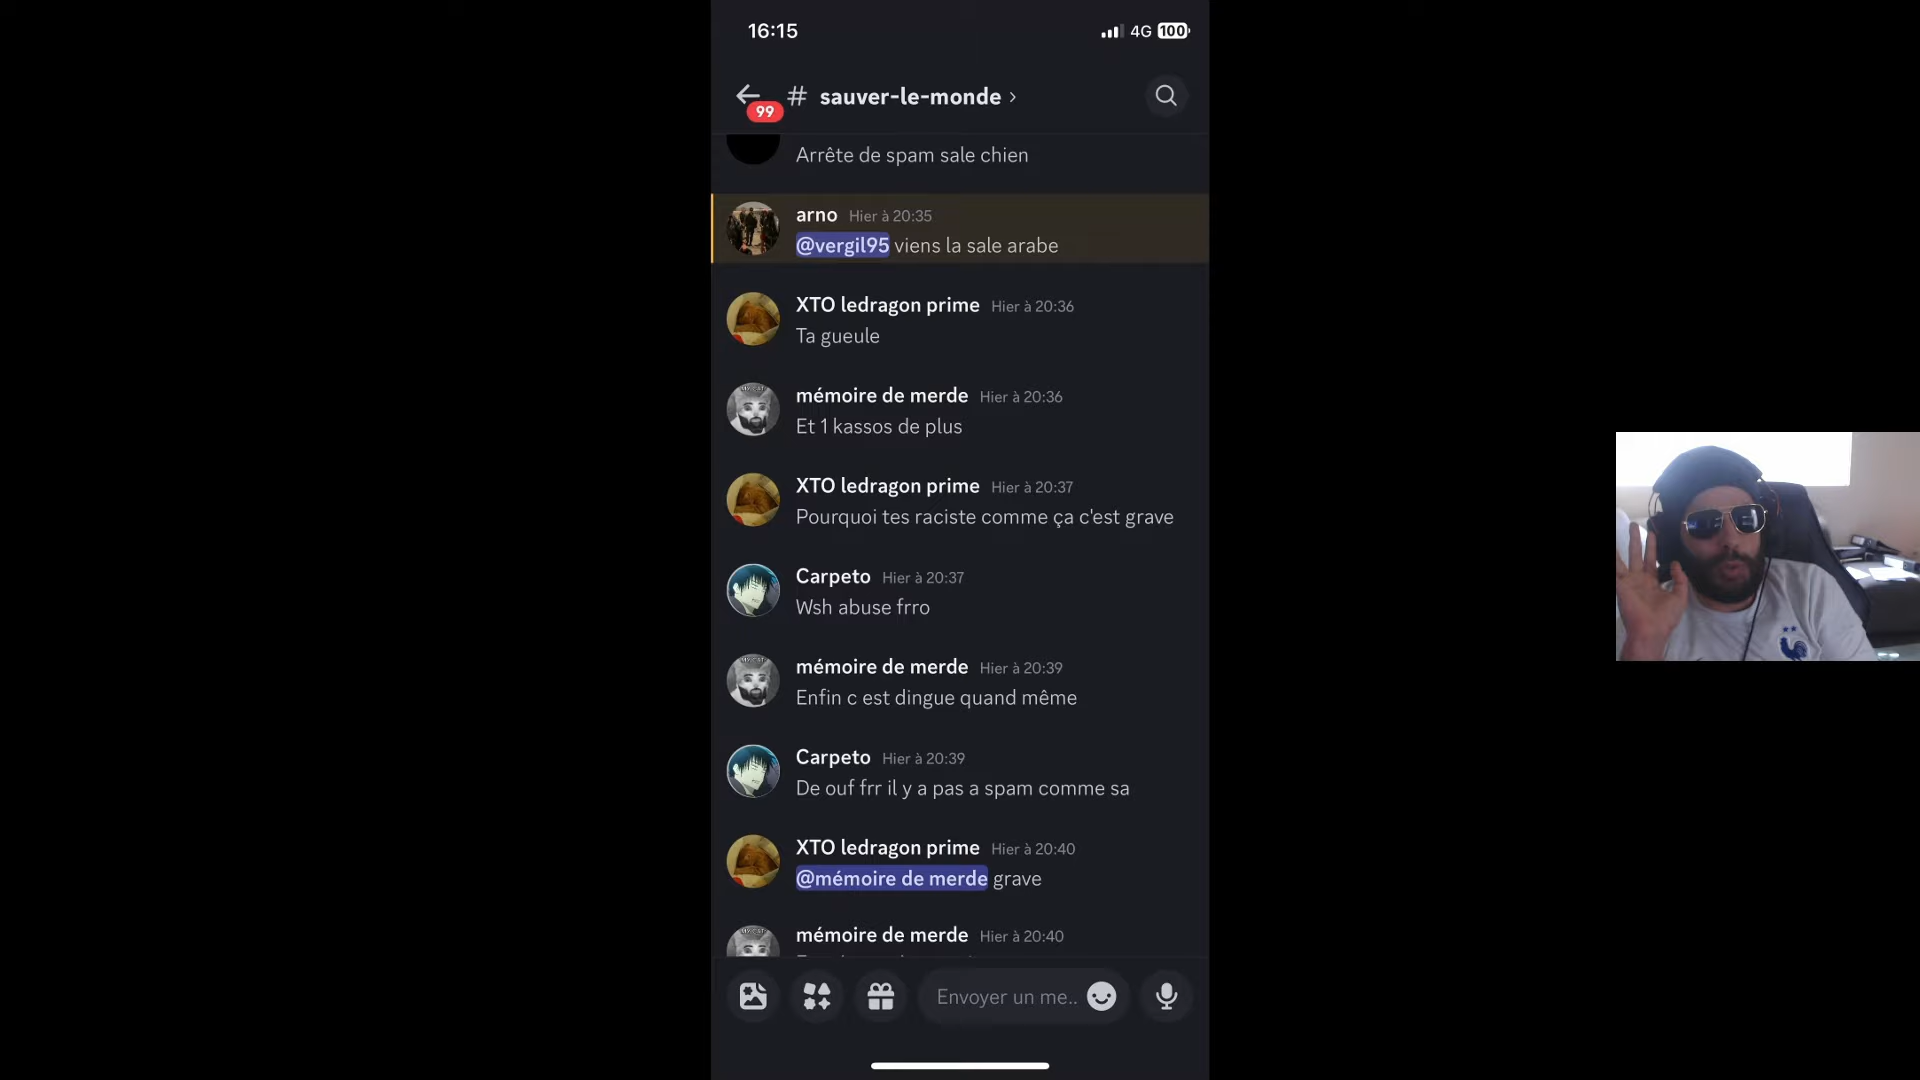 16:15
4G 100
99
# sauver-le-monde
Arrête de spam sale chien
arno Hier à 20:35
@vergil95 viens la sale arabe
XTO ledragon prime Hier à 20:36
Ta gueule
mémoire de merde Hier à 20:36
Et 1 kassos de plus
XTO ledragon prime Hier à 20:37
Pourquoi tes raciste comme ça c'est grave
Carpeto Hier à 20:37
Wsh abuse frro
mémoire de merde Hier à 20:39
Enfin c est dingue quand même
Carpeto Hier à 20:39
De ouf frr il y a pas a spam comme sa
XTO ledragon prime Hier à 20:40
@mémoire de merde grave
mémoire de merde Hier à 20:40
Envoyer un me..